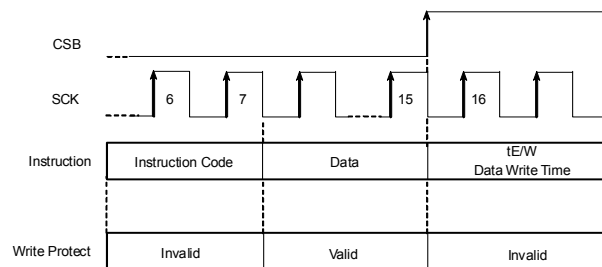 CSB
SCK
6
7
15
16
Instruction
Instruction Code
Data
tE/W
Data Write Time
Write Protect
Invalid
Valid
Invalid